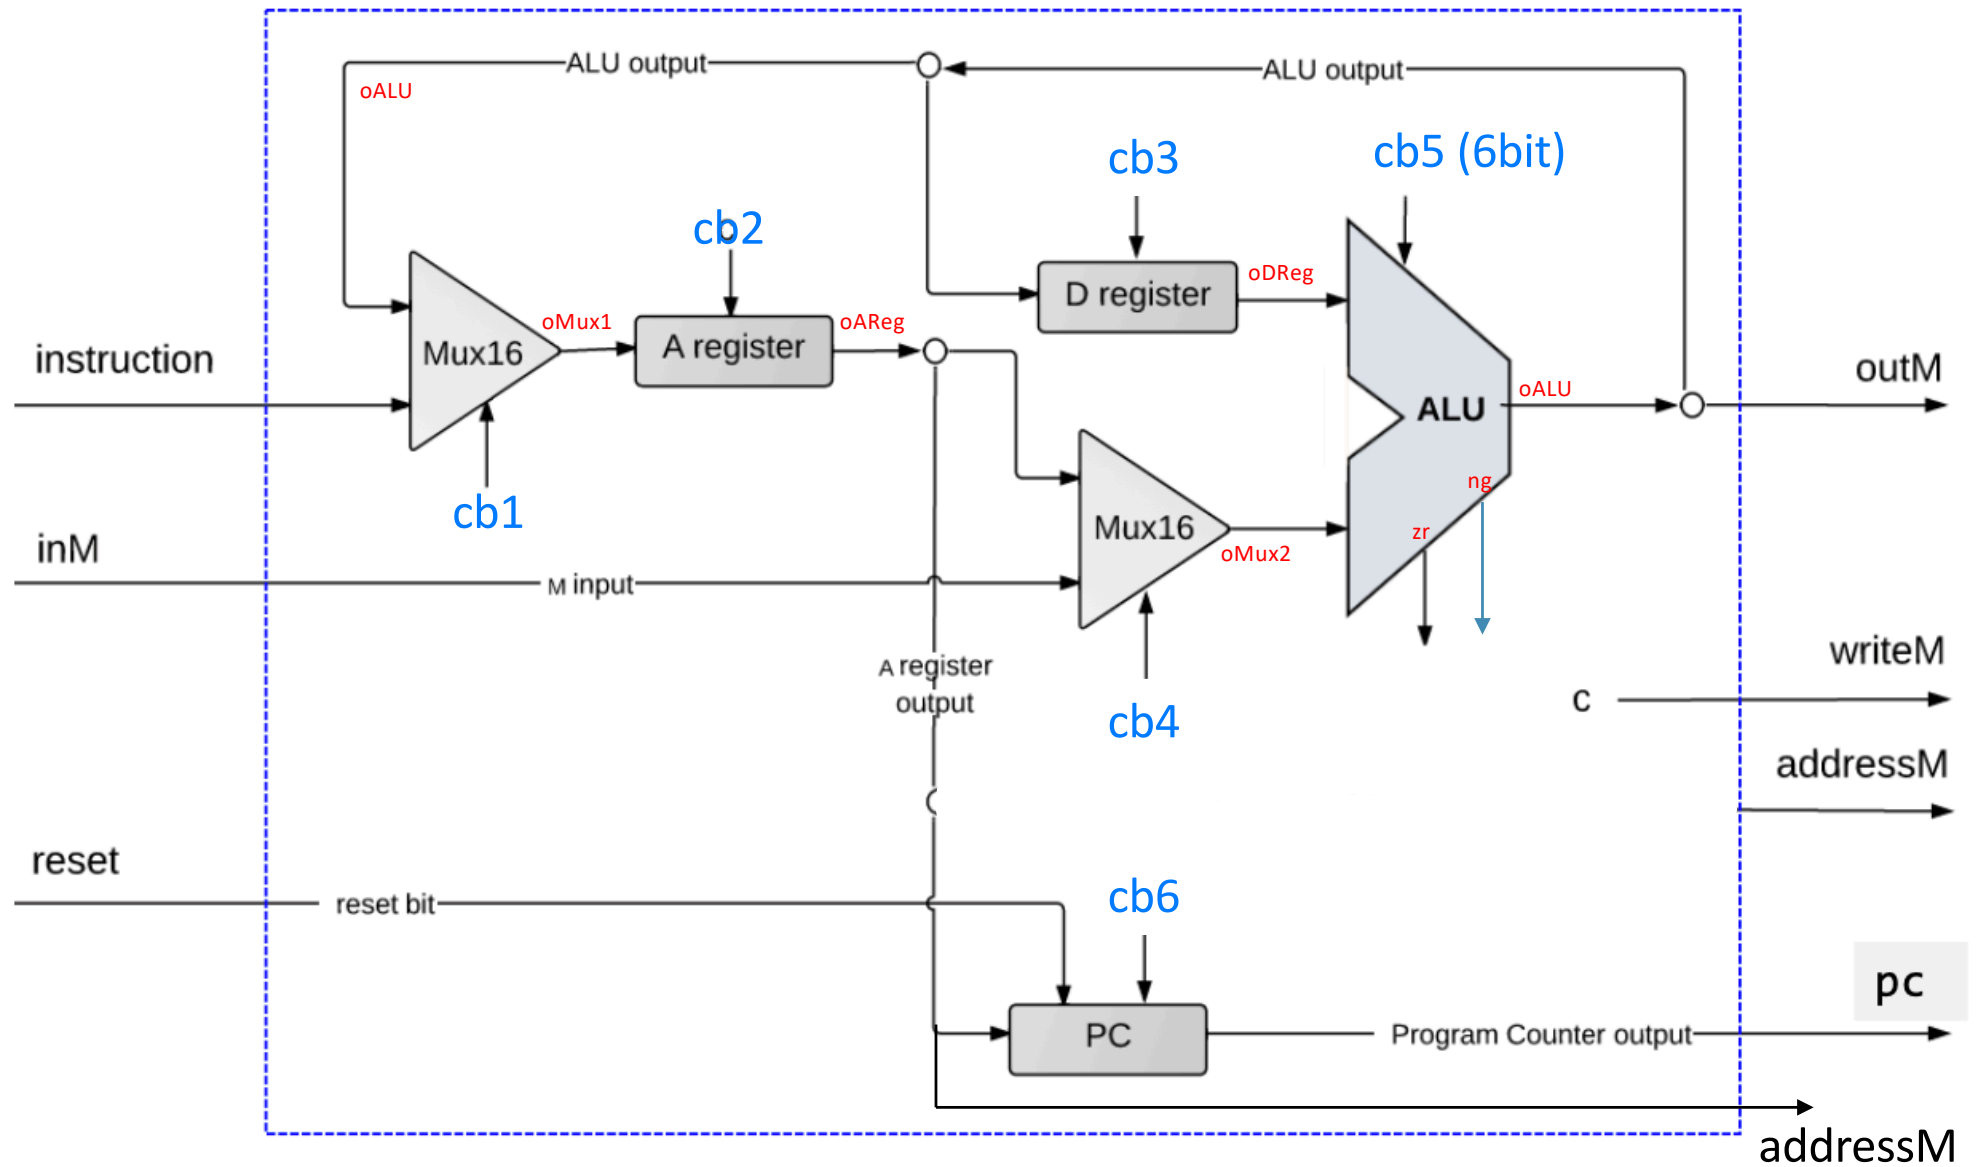 ALU output
ALU output
oALU
cb3
cb5 (6bit)
cb2
oDReg
D register
oMux1
oAReg
A register
Mux16
instruction
outM
oALU
ALU
cb1
ng
inM
Mux16
zr
oMux2
M input
writeM
A register
output
c
cb4
addressM
reset
reset bit
cb6
pc
PC
Program Counter output
addressM